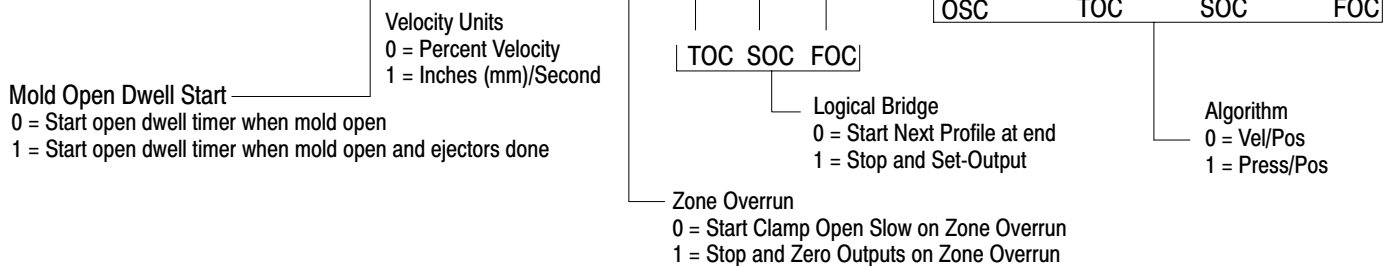 OSC TOC SOC FOC
Velocity Units
0 = Percent Velocity
1 = Inches (mm)/Second
TOC SOC FOC
Mold Open Dwell Start
0 = Start open dwell timer when mold open
1 = Start open dwell timer when mold open and ejectors done
Logical Bridge
0 = Start Next Profile at end
1 = Stop and Set-Output
Algorithm
0 = Vel/Pos
1 = Press/Pos
Zone Overrun
0 = Start Clamp Open Slow on Zone Overrun
1 = Stop and Zero Outputs on Zone Overrun